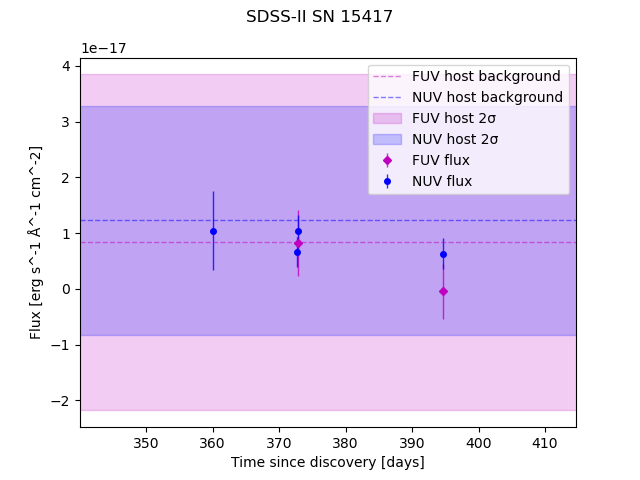 SDSS-II SN 15417
1e−17
FUV host background
NUV host background
FUV host 2σ
NUV host 2σ
FUV flux
NUV flux
4
3
2
1
0
−1
−2
Flux [erg s^-1 Å^-1 cm^-2]
350 360 370 380 390 400 410
Time since discovery [days]